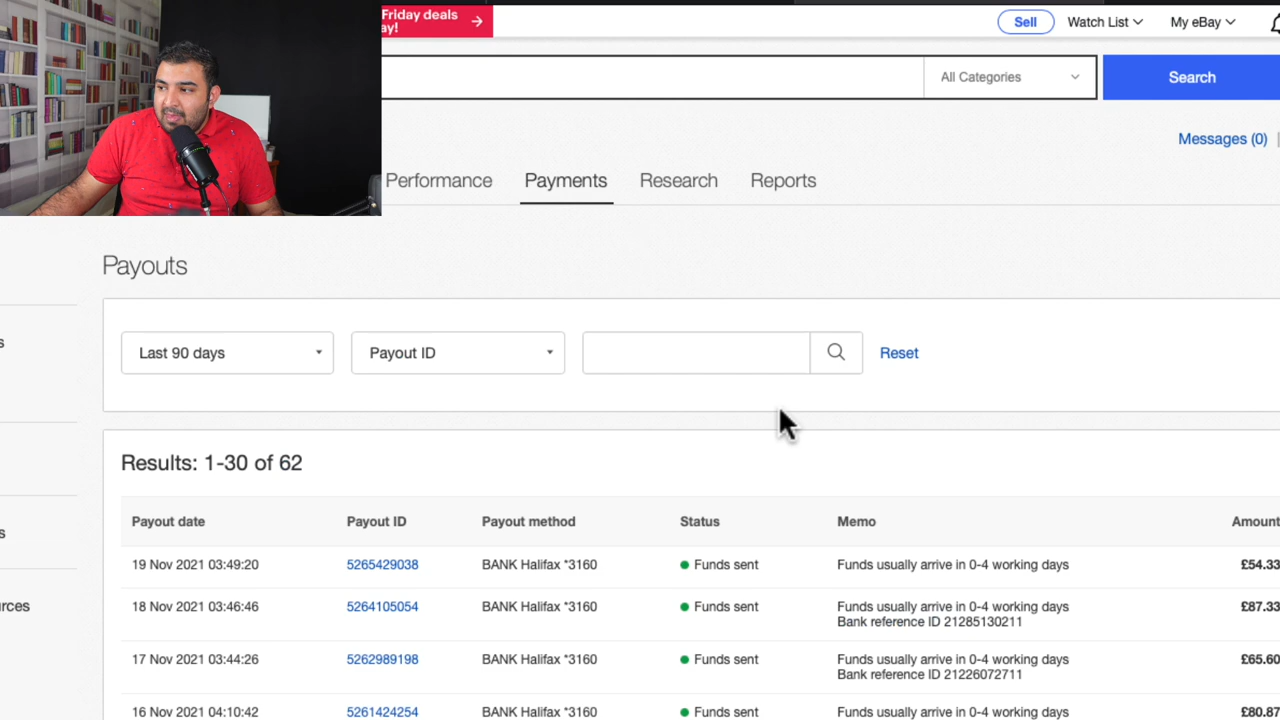 Friday deals
ay!
Sell
Watch List
My eBay
All Categories
Search
Messages (0)
Performance
Payments
Research
Reports
Payouts
Last 90 days
Payout ID
Reset
Results: 1-30 of 62
Payout date
Payout ID
Payout method
Status
Memo
Amount
19 Nov 2021 03:49:20
5265429038
BANK Halifax *3160
Funds sent
Funds usually arrive in 0-4 working days
£54.33
18 Nov 2021 03:46:46
5264105054
BANK Halifax *3160
Funds sent
Funds usually arrive in 0-4 working days
Bank reference ID 21285130211
£87.33
17 Nov 2021 03:44:26
5262989198
BANK Halifax *3160
Funds sent
Funds usually arrive in 0-4 working days
Bank reference ID 21226072711
£65.60
16 Nov 2021 04:10:42
5261424254
BANK Halifax *3160
Funds sent
Funds usually arrive in 0-4 working days
£80.87
s
s
urces